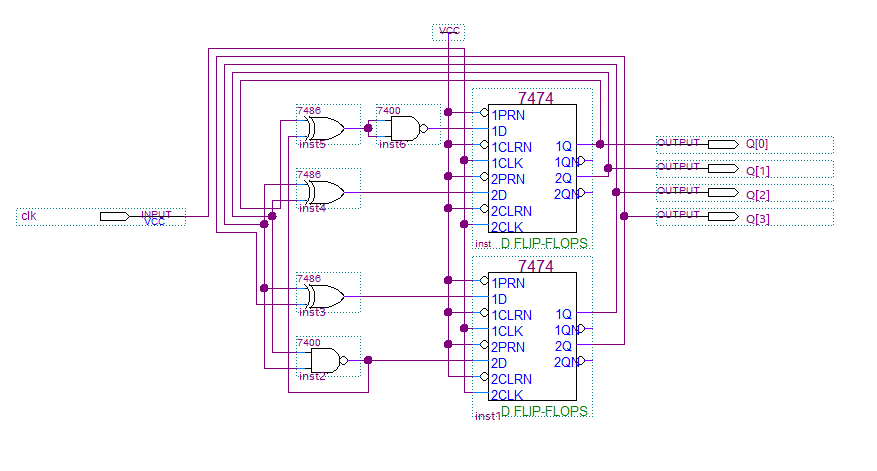 VCC
7474
7486
7400
1PRN
1D
1Q
OUTPUT
Q[0]
inst5
inst6
1CLRN
1CLK
1QN
OUTPUT
Q[1]
7486
2PRN
2Q
2D
2QN
OUTPUT
Q[2]
inst4
2CLRN
clk
INPUT
VCC
2CLK
OUTPUT
Q[3]
inst
D FLIP-FLOPS
7474
7486
1PRN
1D
inst3
1CLRN
1Q
1CLK
1QN
7400
2PRN
2Q
2D
2QN
inst2
2CLRN
2CLK
inst1
D FLIP-FLOPS